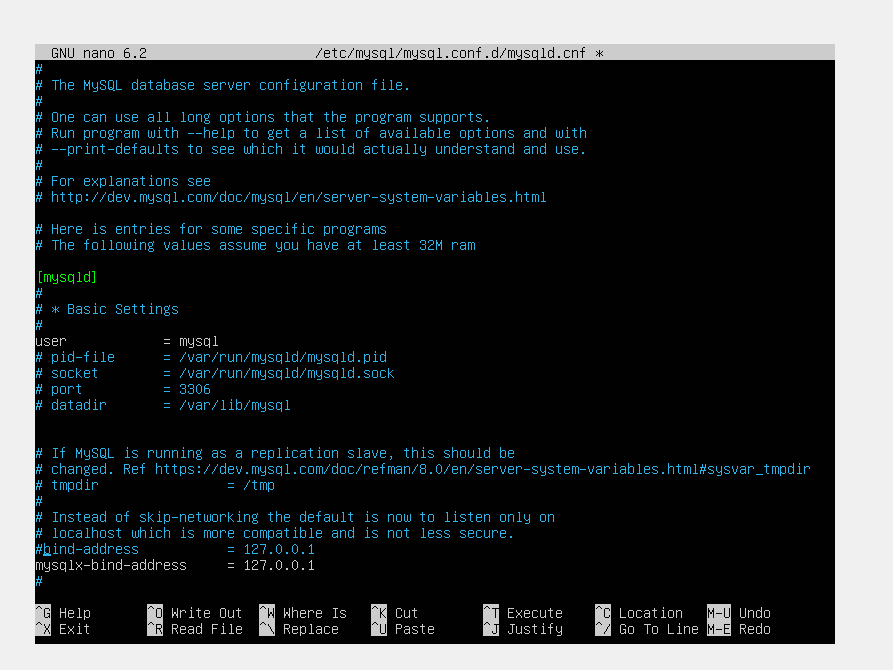 GNU nano 6.2 /etc/mysql/mysql.conf.d/mysqld.cnf *
#
# The MySQL database server configuration file.
#
# One can use all long options that the program supports.
# Run program with --help to get a list of available options and with
# --print-defaults to see which it would actually understand and use.
#
# For explanations see
# http://dev.mysql.com/doc/mysql/en/server-system-variables.html

# Here is entries for some specific programs
# The following values assume you have at least 32M ram

[mysqld]
#
# * Basic Settings
#
user            = mysql
# pid-file      = /var/run/mysqld/mysqld.pid
# socket        = /var/run/mysqld/mysqld.sock
# port          = 3306
# datadir       = /var/lib/mysql


# If MySQL is running as a replication slave, this should be
# changed. Ref https://dev.mysql.com/doc/refman/8.0/en/server-system-variables.html#sysvar_tmpdir
# tmpdir                = /tmp
#
# Instead of skip-networking the default is now to listen only on
# localhost which is more compatible and is not less secure.
#bind-address           = 127.0.0.1
mysqlx-bind-address     = 127.0.0.1
#

^G Help ^O Write Out ^W Where Is ^K Cut ^T Execute ^C Location M-U Undo
^X Exit ^R Read File ^\ Replace ^U Paste ^J Justify ^/ Go To Line M-E Redo